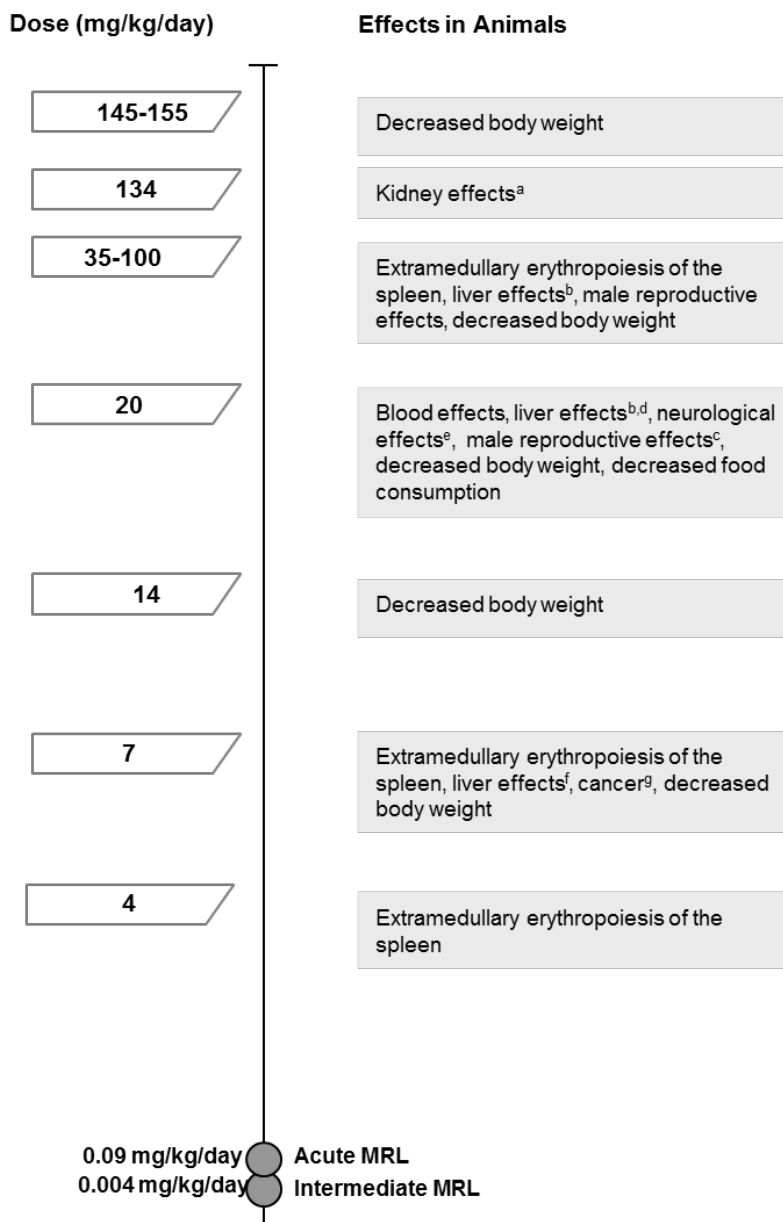 Dose (mg/kg/day) Effects in Animals
145-155
Decreased body weight
134
Kidney effectsᵃ
35-100
Extramedullary erythropoiesis of the
spleen, liver effectsᵇ, male reproductive
effects, decreased body weight
20
Blood effects, liver effectsᵇ,ᵈ, neurological
effectsᵉ, male reproductive effectsᶜ,
decreased body weight, decreased food
consumption
14
Decreased body weight
7
Extramedullary erythropoiesis of the
spleen, liver effectsᶠ, cancerᵍ, decreased
body weight
4
Extramedullary erythropoiesis of the
spleen
0.09 mg/kg/day Acute MRL
0.004 mg/kg/day Intermediate MRL